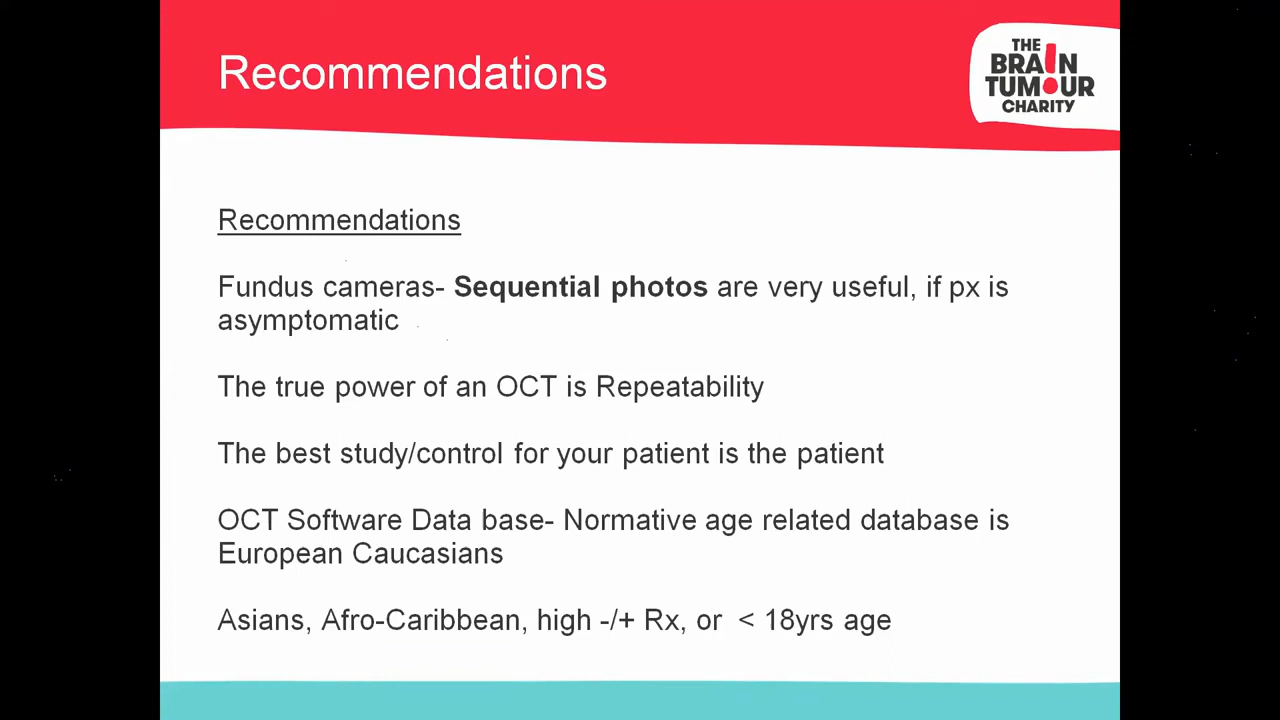 Recommendations
THE
BRAIN
TUMOUR
CHARITY
Recommendations
Fundus cameras- Sequential photos are very useful, if px is
asymptomatic
The true power of an OCT is Repeatability
The best study/control for your patient is the patient
OCT Software Data base- Normative age related database is
European Caucasians
Asians, Afro-Caribbean, high -/+ Rx, or < 18yrs age